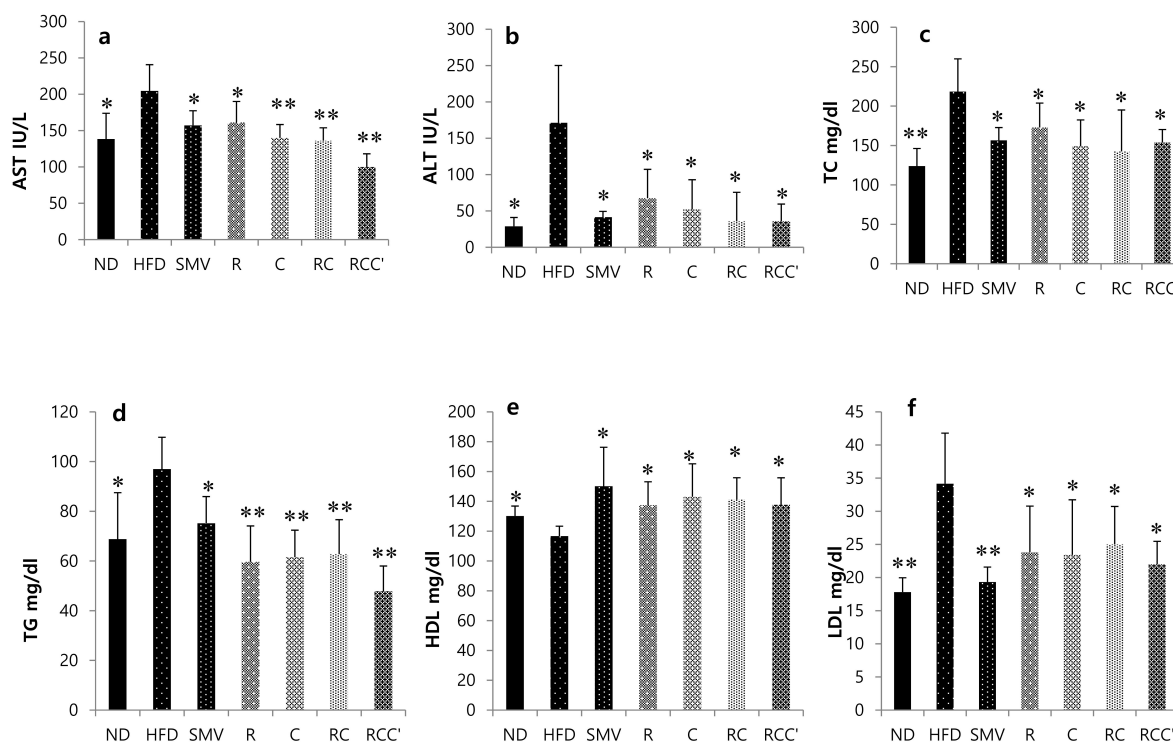 a
AST IU/L
300
250
200
150
100
50
0
* * * ** ** **
ND HFD SMV R C RC RCC'
b
ALT IU/L
300
250
200
150
100
50
0
* * * * * *
ND HFD SMV R C RC RCC'
c
TC mg/dl
300
250
200
150
100
50
0
** * * * * *
ND HFD SMV R C RC RCC
d
TG mg/dl
120
100
80
60
40
20
0
* * ** ** ** **
ND HFD SMV R C RC RCC'
e
HDL mg/dl
200
180
160
140
120
100
80
60
40
20
0
* * * * * *
ND HFD SMV R C RC RCC'
f
LDL mg/dl
45
40
35
30
25
20
15
10
5
0
** ** * * * *
ND HFD SMV R C RC RCC'